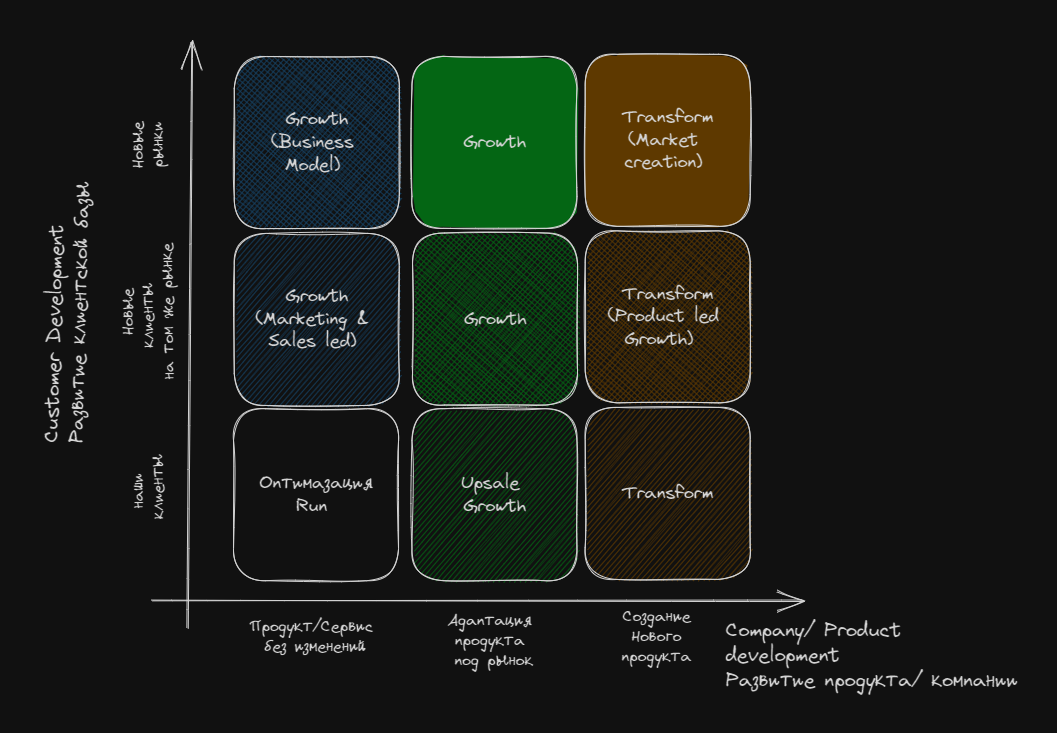 Customer Development
Развитие клиентской базы
Новые
рынки
Новые
клиенты
на том же рынке
наши
клиенты
Growth
(Business
Model)
Growth
Transform
(Market
creation)
Growth
(Marketing &
Sales led)
Growth
Transform
(Product led
Growth)
Оптимазация
Run
Upsale
Growth
Transform
Продукт/Сервис
без изменений
Адаптация
продукта
под рынок
Создание
Нового
продукта
Company/ Product
development
Развитие продукта/ компании